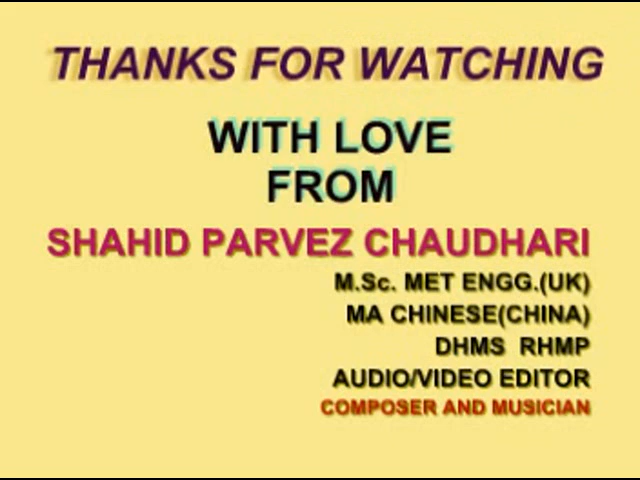 THANKS FOR WATCHING
WITH LOVE
FROM
SHAHID PARVEZ CHAUDHARI
M.Sc. MET ENGG.(UK)
MA CHINESE(CHINA)
DHMS RHMP
AUDIO/VIDEO EDITOR
COMPOSER AND MUSICIAN